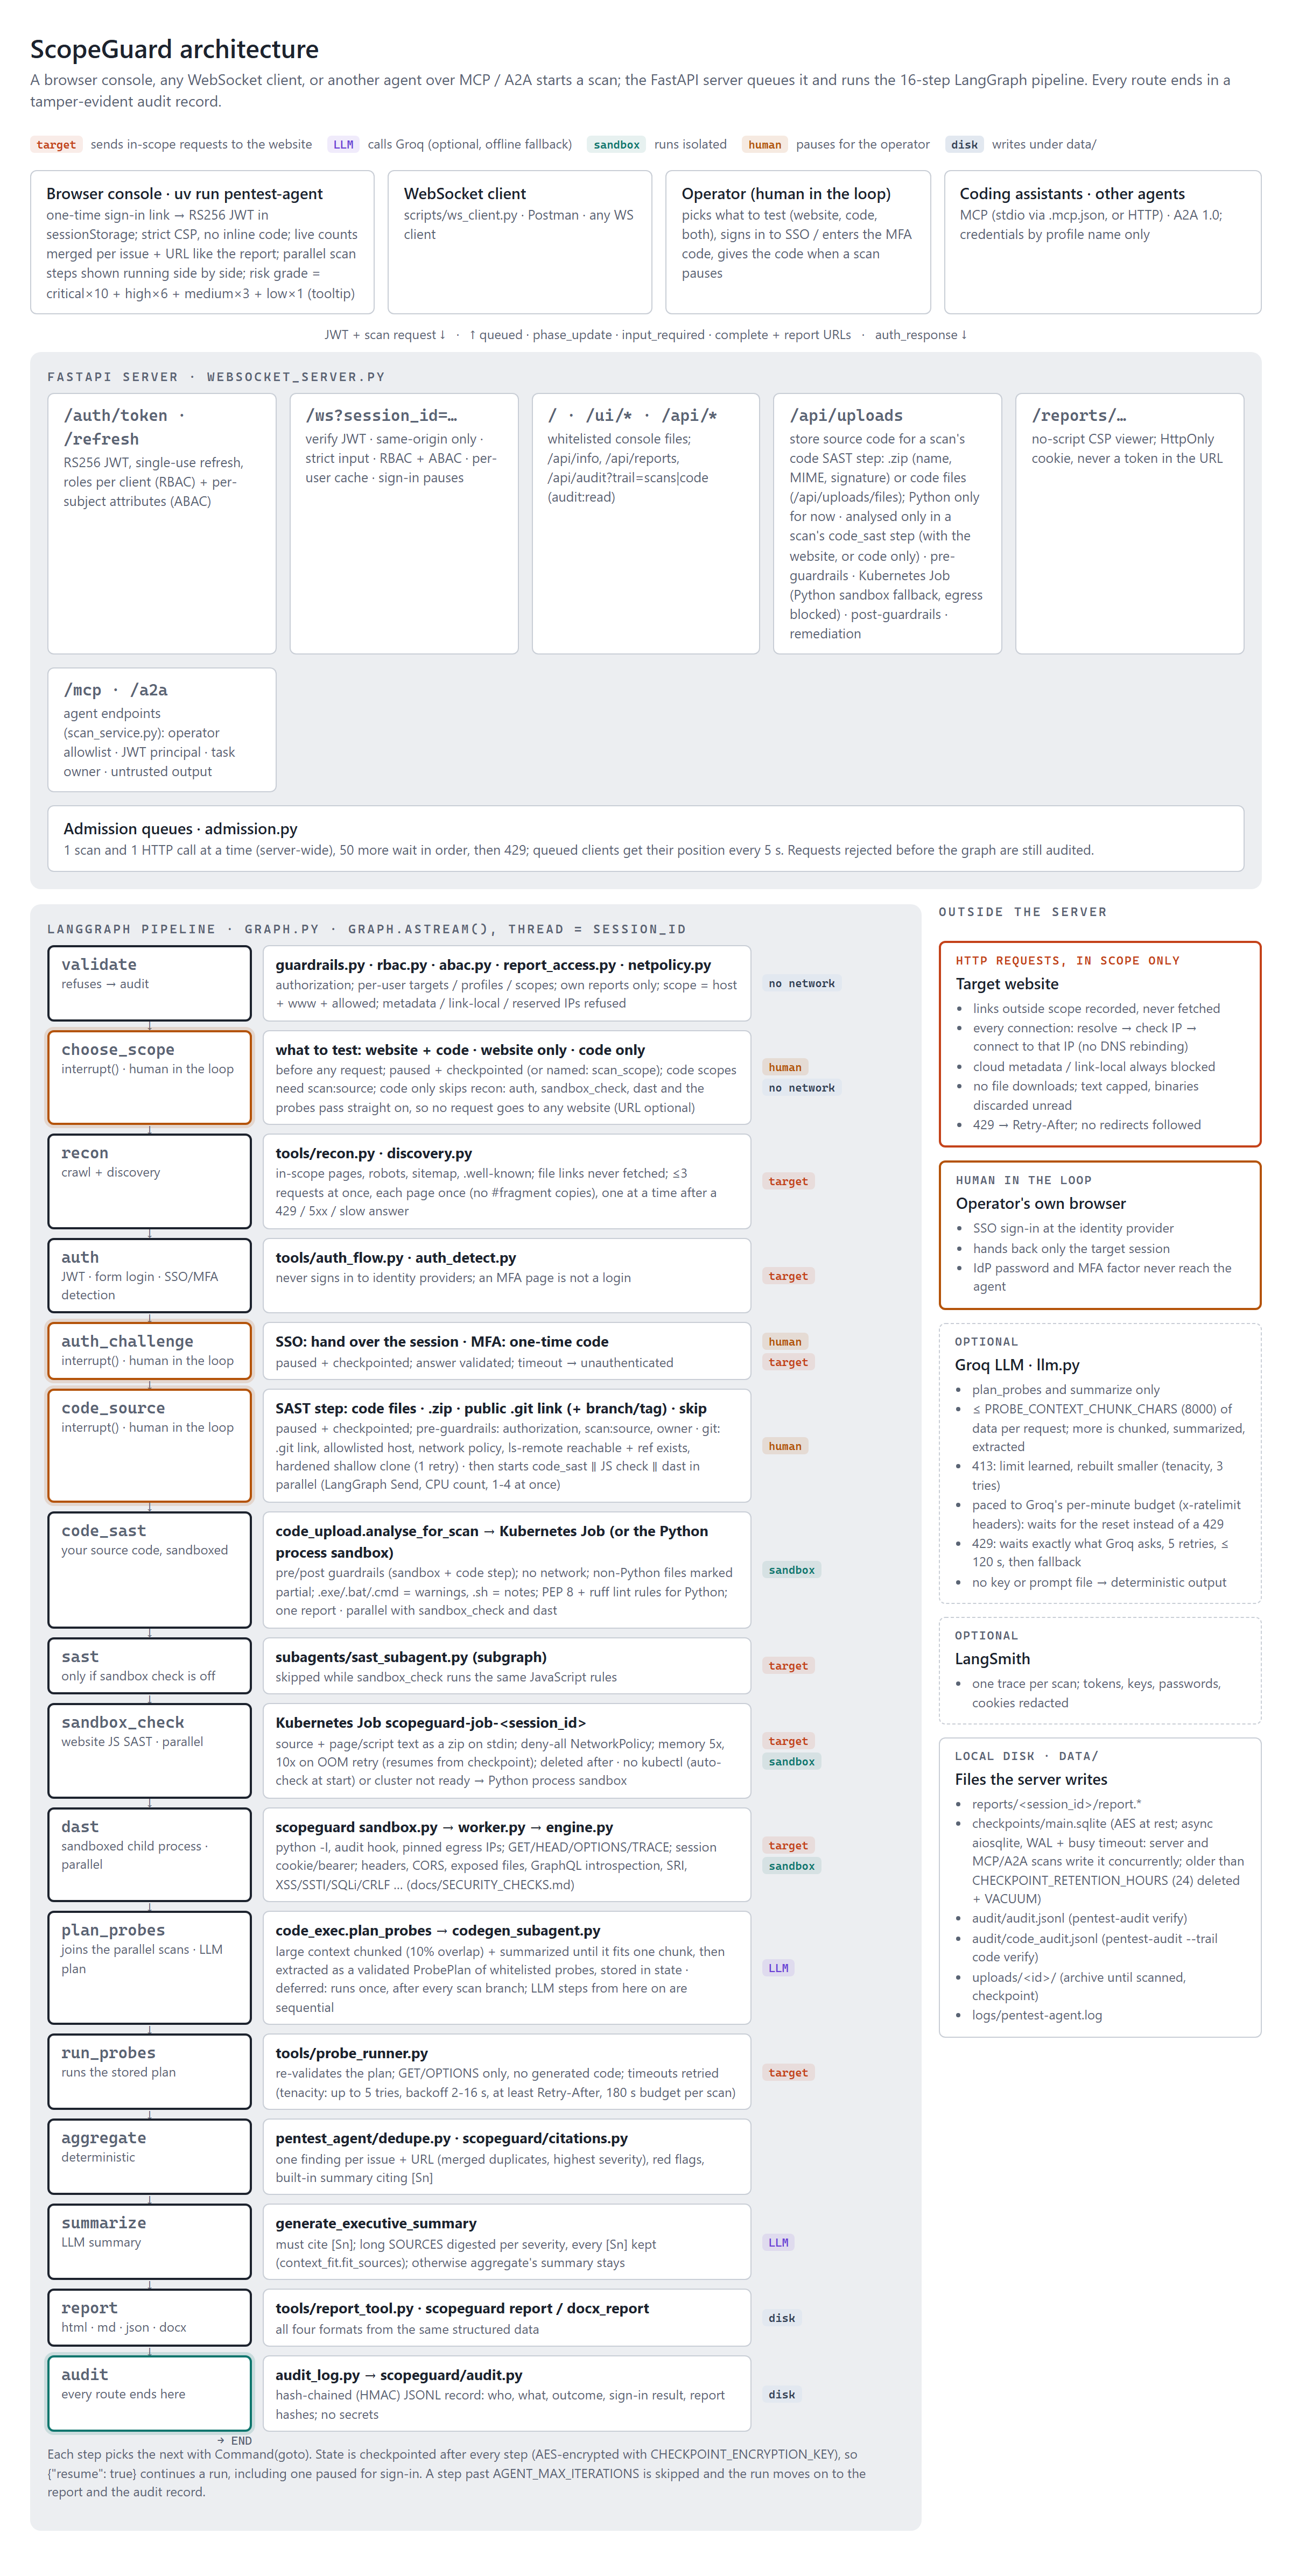 ScopeGuard architecture
A browser console, any WebSocket client, or another agent over MCP / A2A starts a scan; the FastAPI server queues it and runs the 16-step LangGraph pipeline. Every route ends in a
tamper-evident audit record.
target sends in-scope requests to the website LLM calls Groq (optional, offline fallback) sandbox runs isolated human pauses for the operator disk writes under data/
Browser console · uv run pentest-agent
one-time sign-in link → RS256 JWT in
sessionStorage; strict CSP, no inline code; live counts
merged per issue + URL like the report; parallel scan
steps shown running side by side; risk grade =
critical×10 + high×6 + medium×3 + low×1 (tooltip)
WebSocket client
scripts/ws_client.py · Postman · any WS
client
Operator (human in the loop)
picks what to test (website, code,
both), signs in to SSO / enters the MFA
code, gives the code when a scan
pauses
Coding assistants · other agents
MCP (stdio via .mcp.json, or HTTP) · A2A 1.0;
credentials by profile name only
JWT + scan request ↓ · ↑ queued · phase_update · input_required · complete + report URLs · auth_response ↓
FASTAPI SERVER · WEBSOCKET_SERVER.PY
/auth/token ·
/refresh
RS256 JWT, single-use refresh,
roles per client (RBAC) + per-
subject attributes (ABAC)
/ws?session_id=…
verify JWT · same-origin only ·
strict input · RBAC + ABAC · per-
user cache · sign-in pauses
/ · /ui/* · /api/*
whitelisted console files;
/api/info, /api/reports,
/api/audit?trail=scans|code
(audit:read)
/api/uploads
store source code for a scan's
code SAST step: .zip (name,
MIME, signature) or code files
(/api/uploads/files); Python only
for now · analysed only in a
scan's code_sast step (with the
website, or code only) · pre-
guardrails · Kubernetes Job
(Python sandbox fallback, egress
blocked) · post-guardrails ·
remediation
/reports/…
no-script CSP viewer; HttpOnly
cookie, never a token in the URL
/mcp · /a2a
agent endpoints
(scan_service.py): operator
allowlist · JWT principal · task
owner · untrusted output
Admission queues · admission.py
1 scan and 1 HTTP call at a time (server-wide), 50 more wait in order, then 429; queued clients get their position every 5 s. Requests rejected before the graph are still audited.
LANGGRAPH PIPELINE · GRAPH.PY · GRAPH.ASTREAM(), THREAD = SESSION_ID
validate
refuses → audit
guardrails.py · rbac.py · abac.py · report_access.py · netpolicy.py
authorization; per-user targets / profiles / scopes; own reports only; scope = host
+ www + allowed; metadata / link-local / reserved IPs refused
no network
↓
choose_scope
interrupt() · human in the loop
what to test: website + code · website only · code only
before any request; paused + checkpointed (or named: scan_scope); code scopes
need scan:source; code only skips recon: auth, sandbox_check, dast and the
probes pass straight on, so no request goes to any website (URL optional)
human
no network
↓
recon
crawl + discovery
tools/recon.py · discovery.py
in-scope pages, robots, sitemap, .well-known; file links never fetched; ≤3
requests at once, each page once (no #fragment copies), one at a time after a
429 / 5xx / slow answer
target
↓
auth
JWT · form login · SSO/MFA
detection
tools/auth_flow.py · auth_detect.py
never signs in to identity providers; an MFA page is not a login
target
↓
auth_challenge
interrupt() · human in the loop
SSO: hand over the session · MFA: one-time code
paused + checkpointed; answer validated; timeout → unauthenticated
human
target
↓
code_source
interrupt() · human in the loop
SAST step: code files · .zip · public .git link (+ branch/tag) · skip
paused + checkpointed; pre-guardrails: authorization, scan:source, owner · git:
.git link, allowlisted host, network policy, ls-remote reachable + ref exists,
hardened shallow clone (1 retry) · then starts code_sast ∥ JS check ∥ dast in
parallel (LangGraph Send, CPU count, 1-4 at once)
human
↓
code_sast
your source code, sandboxed
code_upload.analyse_for_scan → Kubernetes Job (or the Python
process sandbox)
pre/post guardrails (sandbox + code step); no network; non-Python files marked
partial; .exe/.bat/.cmd = warnings, .sh = notes; PEP 8 + ruff lint rules for Python;
one report · parallel with sandbox_check and dast
sandbox
↓
sast
only if sandbox check is off
subagents/sast_subagent.py (subgraph)
skipped while sandbox_check runs the same JavaScript rules
target
↓
sandbox_check
website JS SAST · parallel
Kubernetes Job scopeguard-job-<session_id>
source + page/script text as a zip on stdin; deny-all NetworkPolicy; memory 5x,
10x on OOM retry (resumes from checkpoint); deleted after · no kubectl (auto-
check at start) or cluster not ready → Python process sandbox
target
sandbox
↓
dast
sandboxed child process ·
parallel
scopeguard sandbox.py → worker.py → engine.py
python -I, audit hook, pinned egress IPs; GET/HEAD/OPTIONS/TRACE; session
cookie/bearer; headers, CORS, exposed files, GraphQL introspection, SRI,
XSS/SSTI/SQLi/CRLF … (docs/SECURITY_CHECKS.md)
target
sandbox
↓
plan_probes
joins the parallel scans · LLM
plan
code_exec.plan_probes → codegen_subagent.py
large context chunked (10% overlap) + summarized until it fits one chunk, then
extracted as a validated ProbePlan of whitelisted probes, stored in state ·
deferred: runs once, after every scan branch; LLM steps from here on are
sequential
LLM
↓
run_probes
runs the stored plan
tools/probe_runner.py
re-validates the plan; GET/OPTIONS only, no generated code; timeouts retried
(tenacity: up to 5 tries, backoff 2-16 s, at least Retry-After, 180 s budget per scan)
target
↓
aggregate
deterministic
pentest_agent/dedupe.py · scopeguard/citations.py
one finding per issue + URL (merged duplicates, highest severity), red flags,
built-in summary citing [Sn]
↓
summarize
LLM summary
generate_executive_summary
must cite [Sn]; long SOURCES digested per severity, every [Sn] kept
(context_fit.fit_sources); otherwise aggregate's summary stays
LLM
↓
report
html · md · json · docx
tools/report_tool.py · scopeguard report / docx_report
all four formats from the same structured data
disk
↓
audit
every route ends here
audit_log.py → scopeguard/audit.py
hash-chained (HMAC) JSONL record: who, what, outcome, sign-in result, report
hashes; no secrets
disk
→ END
Each step picks the next with Command(goto). State is checkpointed after every step (AES-encrypted with CHECKPOINT_ENCRYPTION_KEY), so
{"resume": true} continues a run, including one paused for sign-in. A step past AGENT_MAX_ITERATIONS is skipped and the run moves on to the
report and the audit record.
OUTSIDE THE SERVER
HTTP REQUESTS, IN SCOPE ONLY
Target website
• links outside scope recorded, never fetched
• every connection: resolve → check IP →
connect to that IP (no DNS rebinding)
• cloud metadata / link-local always blocked
• no file downloads; text capped, binaries
discarded unread
• 429 → Retry-After; no redirects followed
HUMAN IN THE LOOP
Operator's own browser
• SSO sign-in at the identity provider
• hands back only the target session
• IdP password and MFA factor never reach the
agent
OPTIONAL
Groq LLM · llm.py
• plan_probes and summarize only
• ≤ PROBE_CONTEXT_CHUNK_CHARS (8000) of
data per request; more is chunked, summarized,
extracted
• 413: limit learned, rebuilt smaller (tenacity, 3
tries)
• paced to Groq's per-minute budget (x-ratelimit
headers): waits for the reset instead of a 429
• 429: waits exactly what Groq asks, 5 retries, ≤
120 s, then fallback
• no key or prompt file → deterministic output
OPTIONAL
LangSmith
• one trace per scan; tokens, keys, passwords,
cookies redacted
LOCAL DISK · DATA/
Files the server writes
• reports/<session_id>/report.*
• checkpoints/main.sqlite (AES at rest; async
aiosqlite, WAL + busy timeout: server and
MCP/A2A scans write it concurrently; older than
CHECKPOINT_RETENTION_HOURS (24) deleted
+ VACUUM)
• audit/audit.jsonl (pentest-audit verify)
• audit/code_audit.jsonl (pentest-audit --trail
code verify)
• uploads/<id>/ (archive until scanned,
checkpoint)
• logs/pentest-agent.log